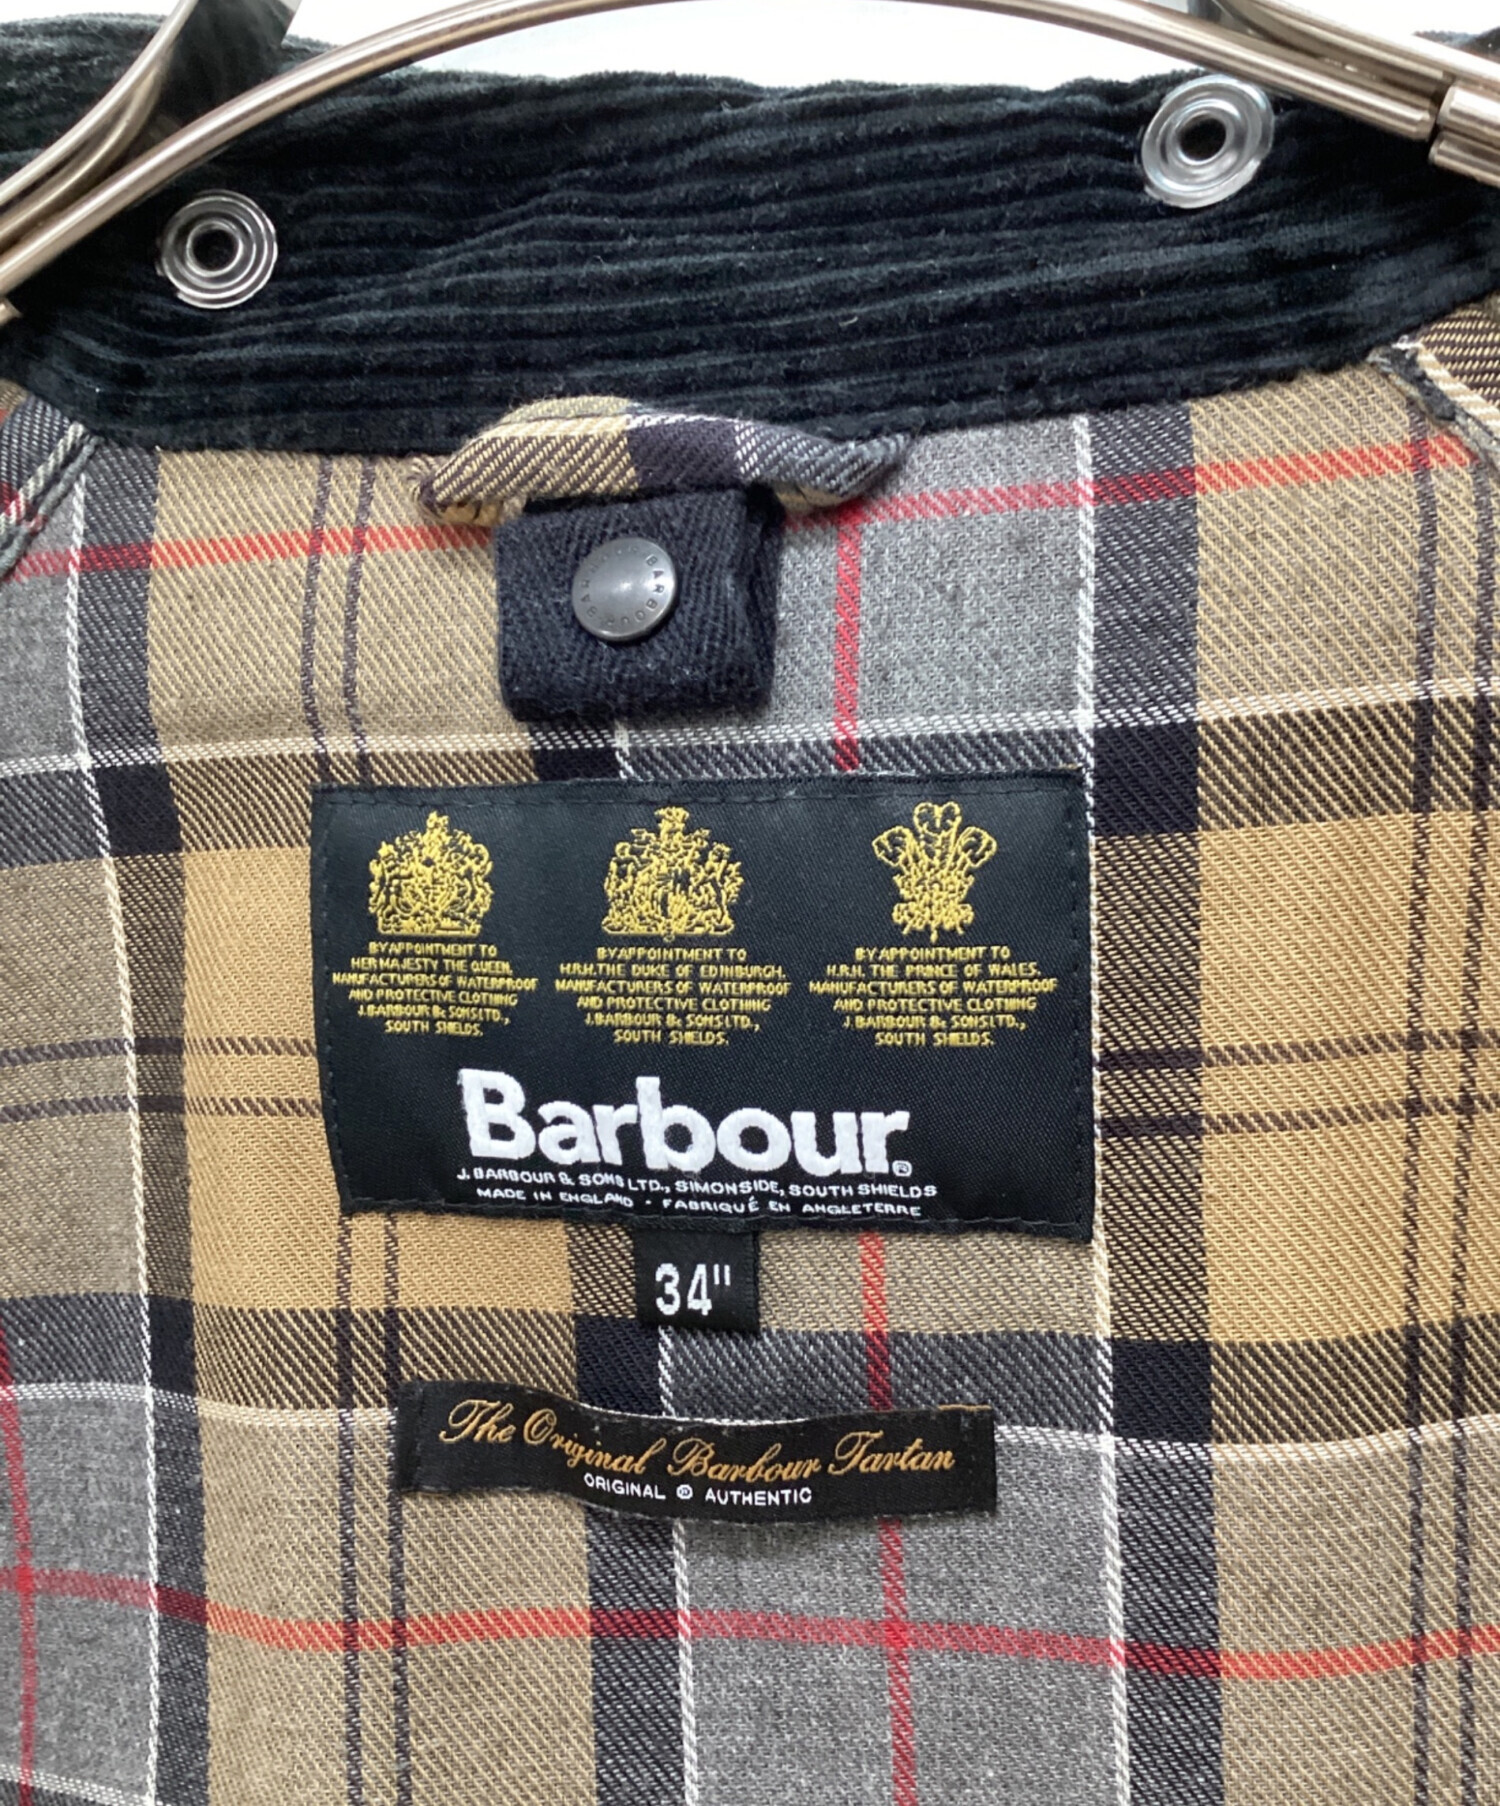 BARBOUR BARBOUR
BY APPOINTMENT TO
HER MAJESTY THE QUEEN,
MANUFACTURERS OF WATERPROOF
AND PROTECTIVE CLOTHING
J.BARBOUR & SONS LTD.,
SOUTH SHIELDS.
BY APPOINTMENT TO
H.R.H. THE DUKE OF EDINBURGH.
MANUFACTURERS OF WATERPROOF
AND PROTECTIVE CLOTHING
J.BARBOUR & SONS LTD.,
SOUTH SHIELDS.
BY APPOINTMENT TO
H.R.H. THE PRINCE OF WALES.
MANUFACTURERS OF WATERPROOF
AND PROTECTIVE CLOTHING
J.BARBOUR & SONS LTD.,
SOUTH SHIELDS.
Barbour®
J. BARBOUR & SONS LTD., SIMONSIDE, SOUTH SHIELDS
MADE IN ENGLAND · FABRIQUÉ EN ANGLETERRE
34"
The Original Barbour Tartan
ORIGINAL ® AUTHENTIC